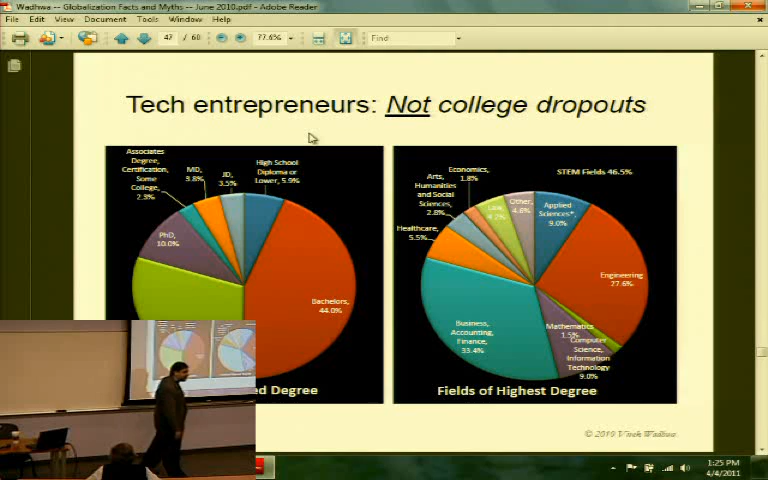 Wadhwa -- Globalization Facts and Myths -- June 2010.pdf - Adobe Reader
File Edit View Document Tools Window Help
47 / 60 77.6% Find
Tech entrepreneurs: Not college dropouts
Associates
Degree,
Certification,
Some
College,
2.3%
MD,
3.8%
JD,
3.5%
High School
Diploma or
Lower, 5.9%
PhD,
10.0%
Bachelors,
44.0%
ed Degree
Economics,
1.8%
STEM Fields 46.5%
Arts,
Humanities
and Social
Sciences,
2.8%
Law,
4.2%
Other,
4.8%
Applied
Sciences*,
9.0%
Healthcare,
5.5%
Engineering
77.6%
Mathematics
1.5%
Computer
Science,
Information
Technology
9.0%
Business,
Accounting,
Finance,
33.4%
Fields of Highest Degree
© 2010 Vivek Wadhwa
1:25 PM
4/4/2011